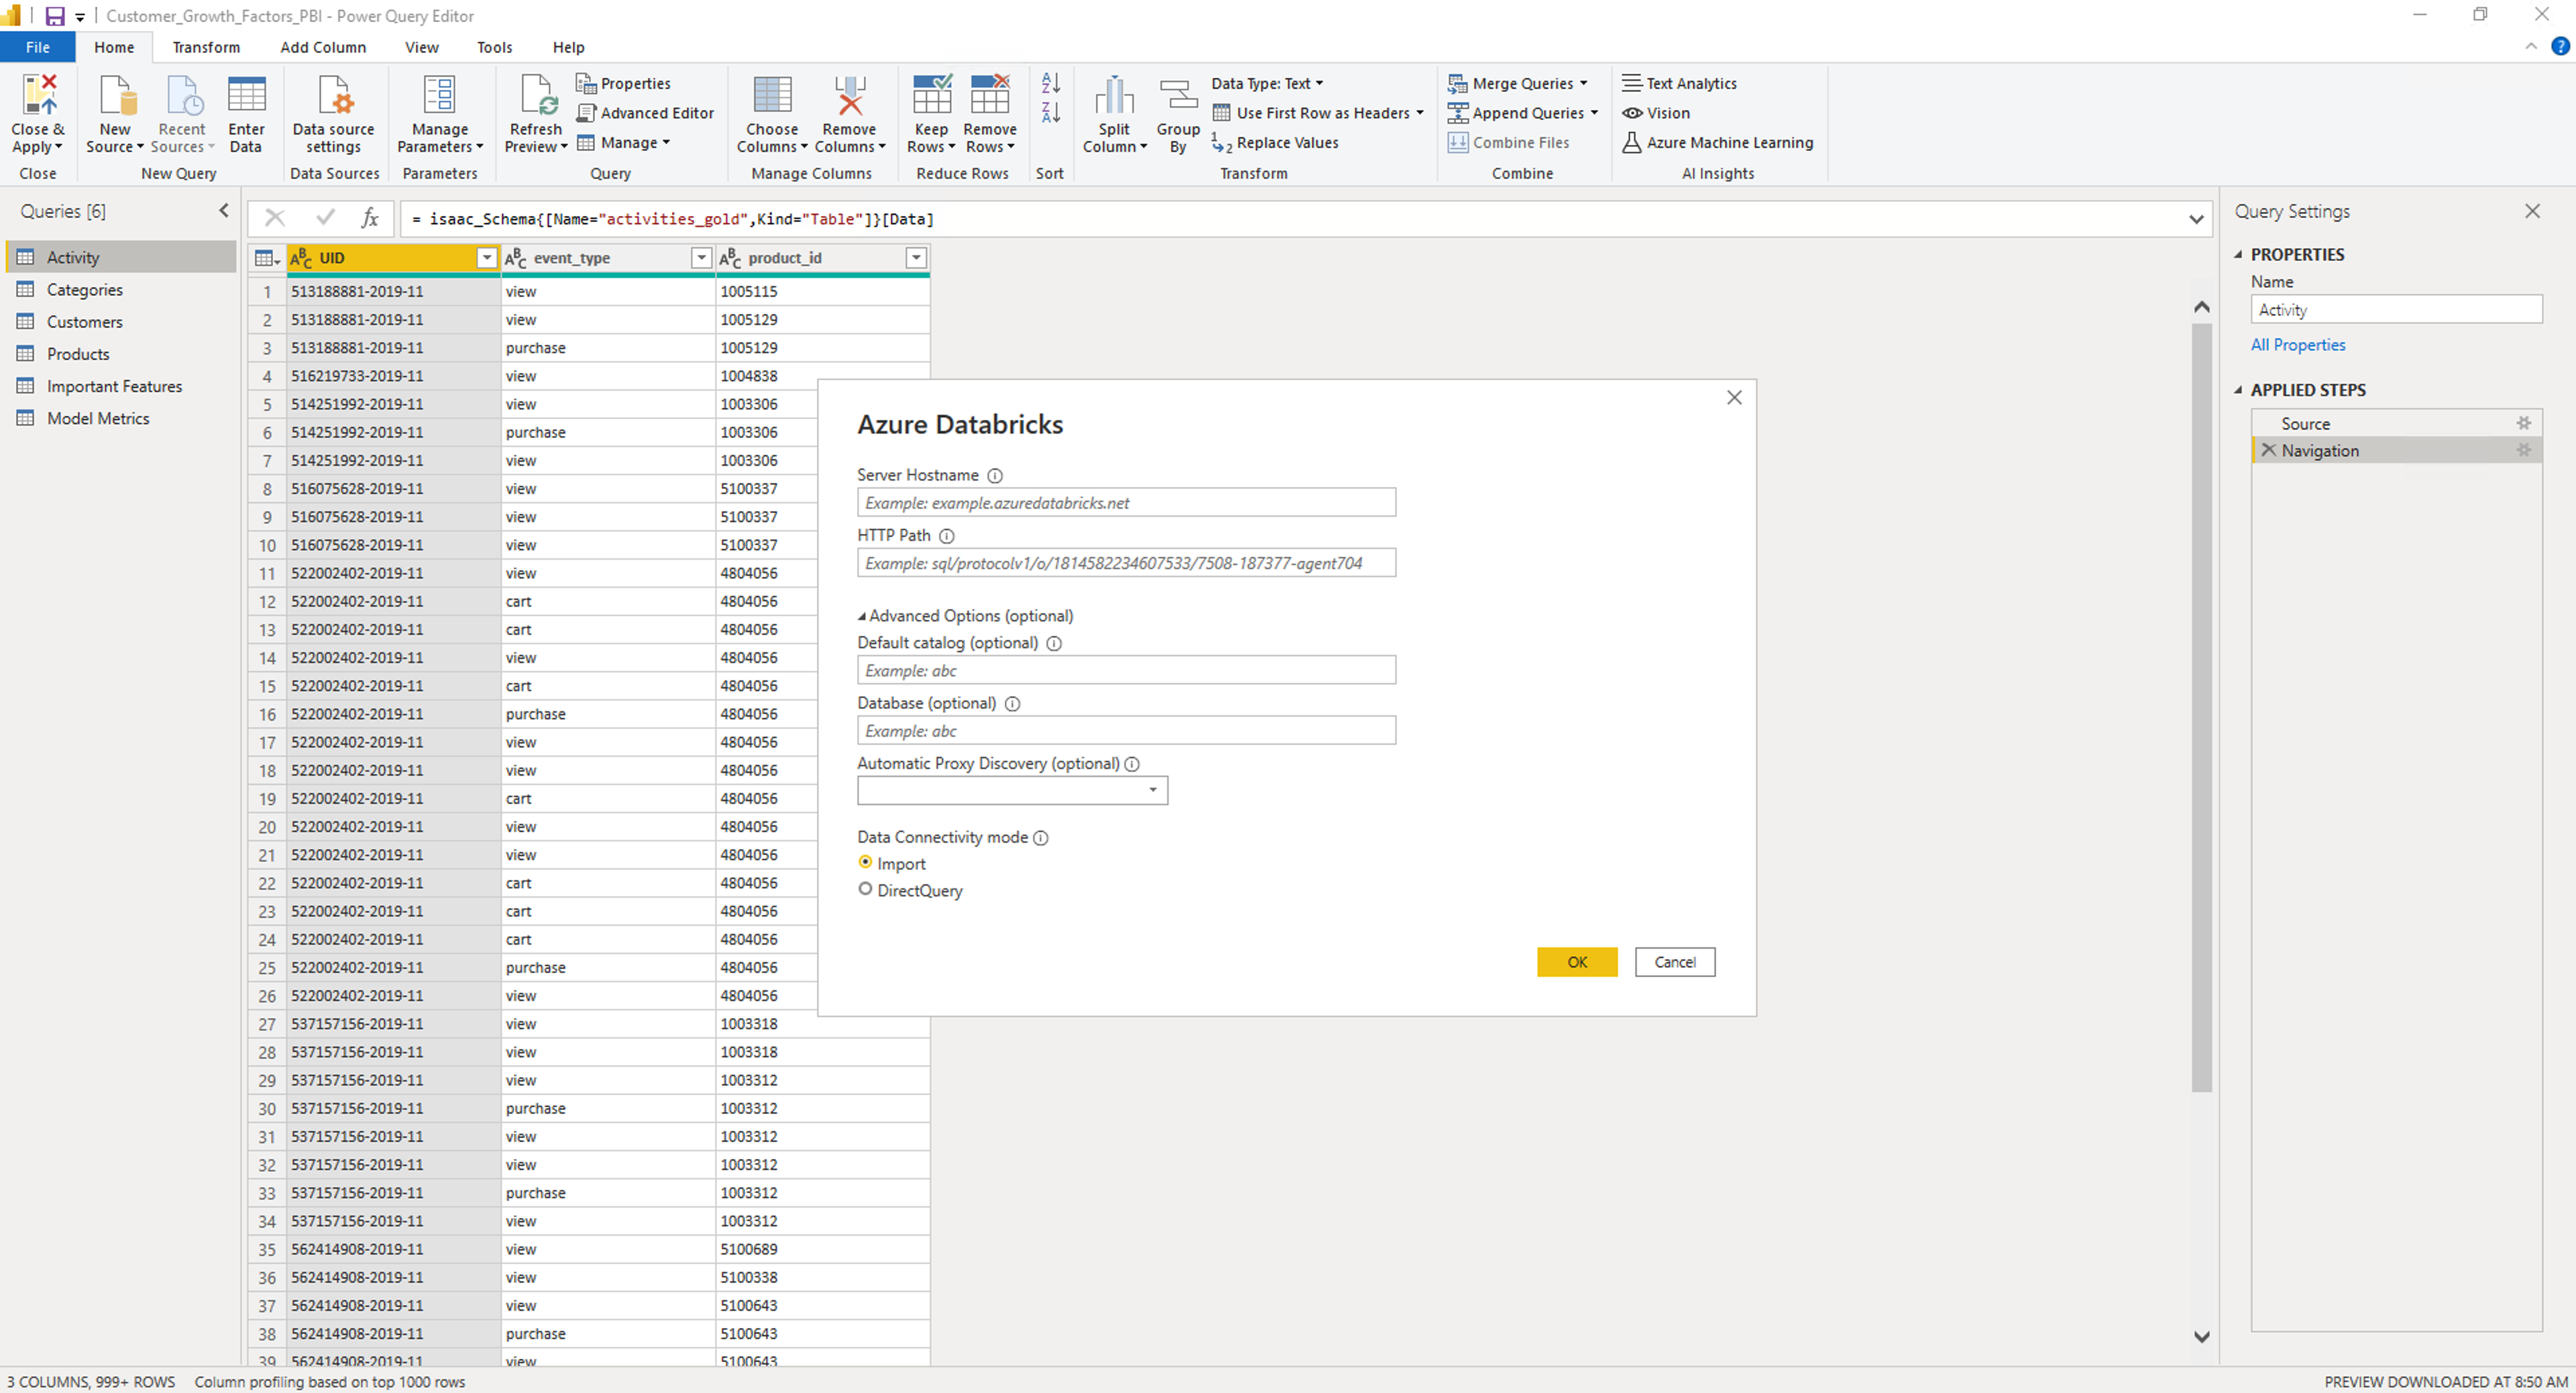 Customer_Growth_Factors_PBI - Power Query Editor
File Home Transform Add Column View Tools Help
Close & Apply
New Source
Recent Sources
Enter Data
Data source settings
Manage Parameters
Refresh Preview
Properties
Advanced Editor
Manage
Choose Columns
Remove Columns
Keep Rows
Remove Rows
Split Column
Group By
Data Type: Text
Use First Row as Headers
Replace Values
Merge Queries
Append Queries
Combine Files
Text Analytics
Vision
Azure Machine Learning
Close New Query Data Sources Parameters Query Manage Columns Reduce Rows Sort Transform Combine AI Insights
Queries [6]
Activity
Categories
Customers
Products
Important Features
Model Metrics
fx = isaac_Schema{[Name="activities_gold",Kind="Table"]}[Data]
ABC UID ABC event_type ABC product_id
1 513188881-2019-11 view 1005115
2 513188881-2019-11 view 1005129
3 513188881-2019-11 purchase 1005129
4 516219733-2019-11 view 1004838
5 514251992-2019-11 view 1003306
6 514251992-2019-11 purchase 1003306
7 514251992-2019-11 view 1003306
8 516075628-2019-11 view 5100337
9 516075628-2019-11 view 5100337
10 516075628-2019-11 view 5100337
11 522002402-2019-11 view 4804056
12 522002402-2019-11 cart 4804056
13 522002402-2019-11 cart 4804056
14 522002402-2019-11 view 4804056
15 522002402-2019-11 cart 4804056
16 522002402-2019-11 purchase 4804056
17 522002402-2019-11 view 4804056
18 522002402-2019-11 view 4804056
19 522002402-2019-11 cart 4804056
20 522002402-2019-11 view 4804056
21 522002402-2019-11 view 4804056
22 522002402-2019-11 cart 4804056
23 522002402-2019-11 cart 4804056
24 522002402-2019-11 cart 4804056
25 522002402-2019-11 purchase 4804056
26 522002402-2019-11 view 4804056
27 537157156-2019-11 view 1003318
28 537157156-2019-11 view 1003318
29 537157156-2019-11 view 1003312
30 537157156-2019-11 purchase 1003312
31 537157156-2019-11 view 1003312
32 537157156-2019-11 view 1003312
33 537157156-2019-11 purchase 1003312
34 537157156-2019-11 view 1003312
35 562414908-2019-11 view 5100689
36 562414908-2019-11 view 5100338
37 562414908-2019-11 view 5100643
38 562414908-2019-11 purchase 5100643
39 562414908-2019-11 view 5100643
Azure Databricks
Server Hostname
Example: example.azuredatabricks.net
HTTP Path
Example: sql/protocolv1/o/1814582234607533/7508-187377-agent704
Advanced Options (optional)
Default catalog (optional)
Example: abc
Database (optional)
Example: abc
Automatic Proxy Discovery (optional)
Data Connectivity mode
Import
DirectQuery
OK Cancel
Query Settings
PROPERTIES
Name
Activity
All Properties
APPLIED STEPS
Source
Navigation
3 COLUMNS, 999+ ROWS Column profiling based on top 1000 rows
PREVIEW DOWNLOADED AT 8:50 AM